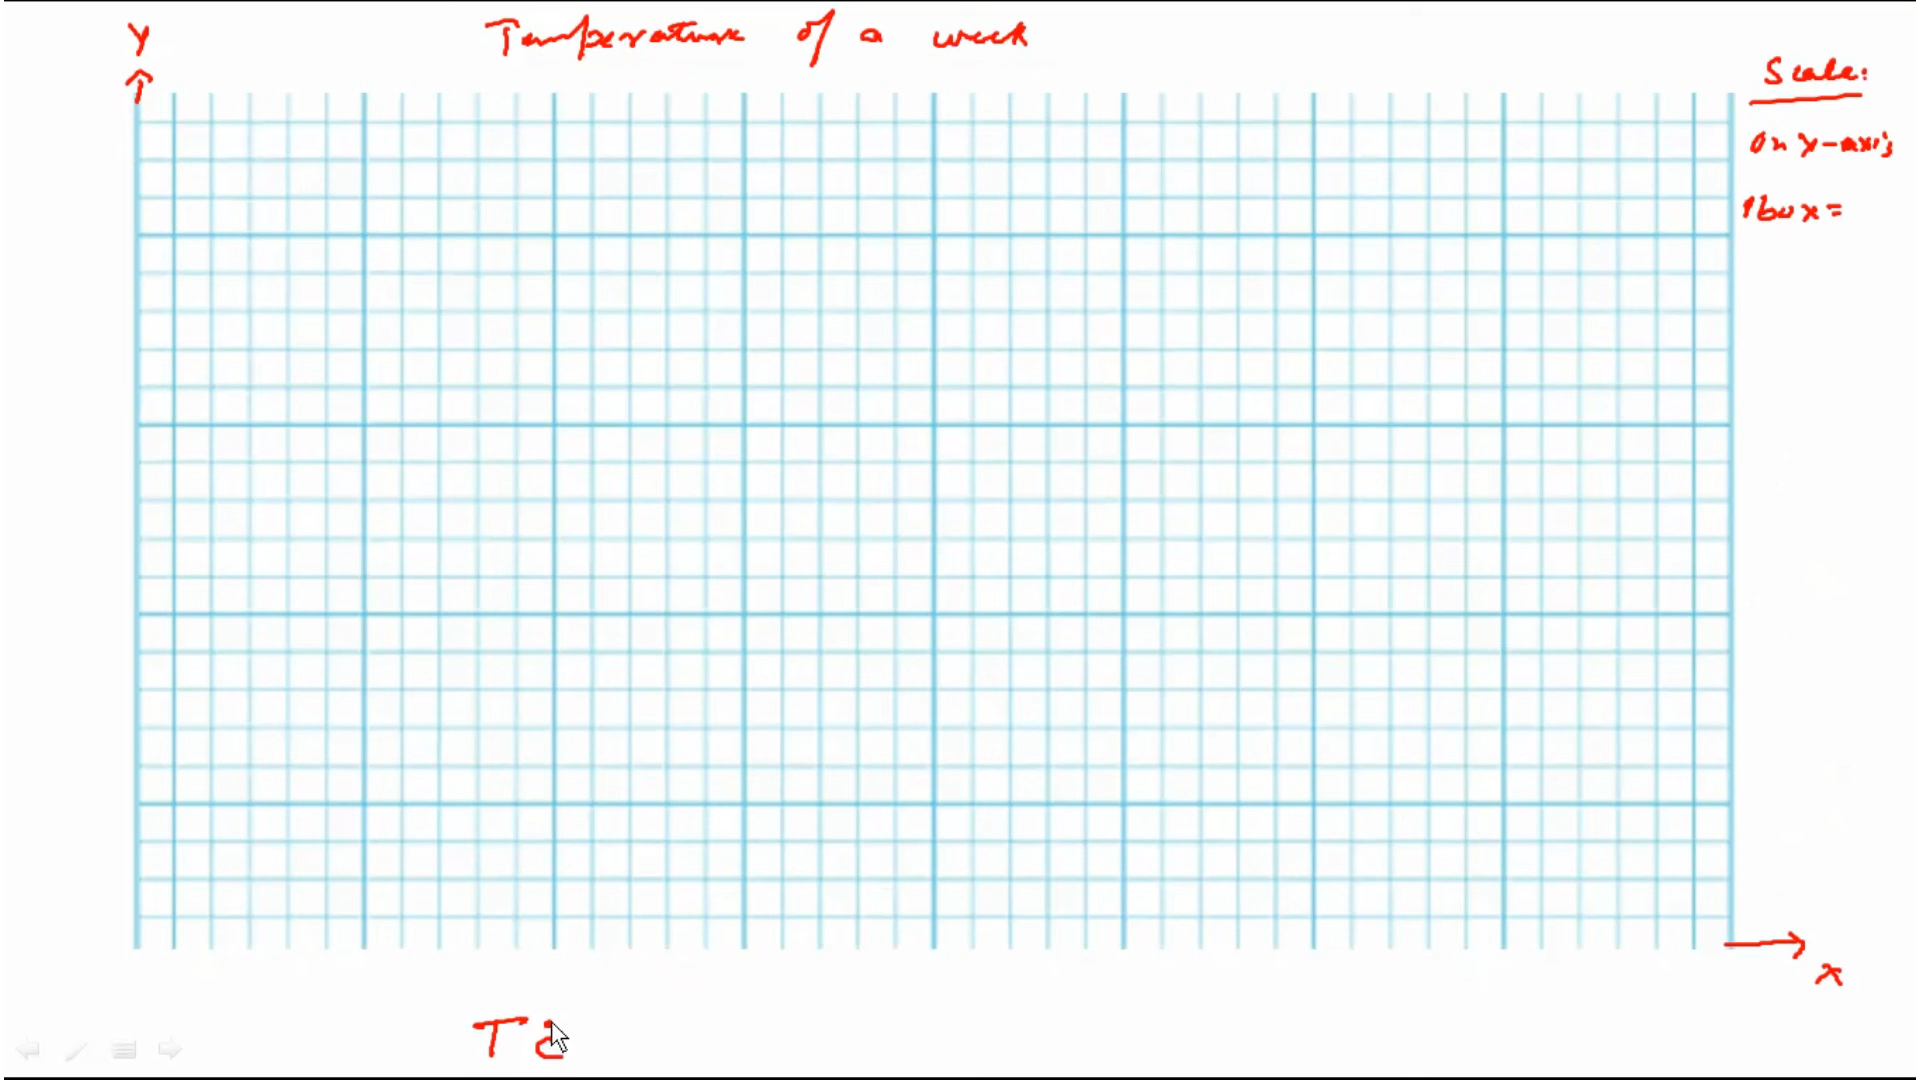 Y
Temperature of a week
Scale:
On x-axis
1box=
x